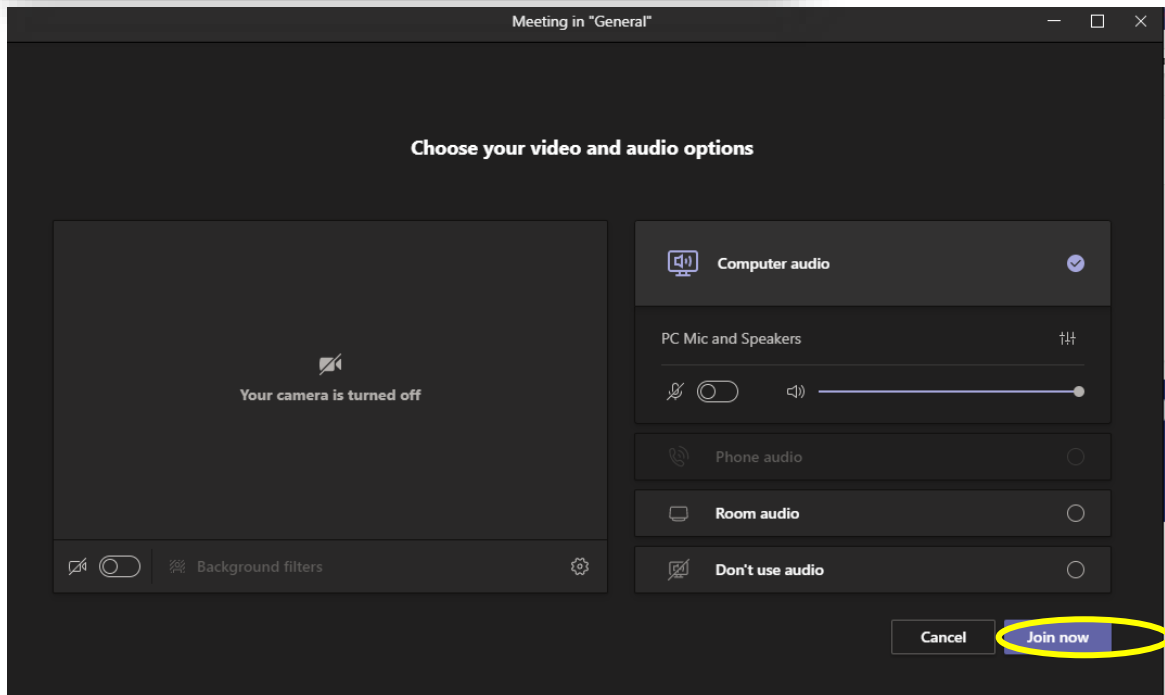 Meeting in "General"
Choose your video and audio options
Your camera is turned off
Background filters
Computer audio
PC Mic and Speakers
Phone audio
Room audio
Don't use audio
Cancel
Join now